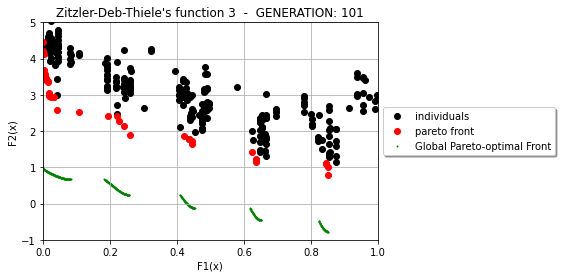 Zitzler-Deb-Thiele's function 3 - GENERATION: 101
5
4
3
2
1
0
-1
F2(x)
0.0 0.2 0.4 0.6 0.8 1.0
F1(x)
individuals
pareto front
Global Pareto-optimal Front